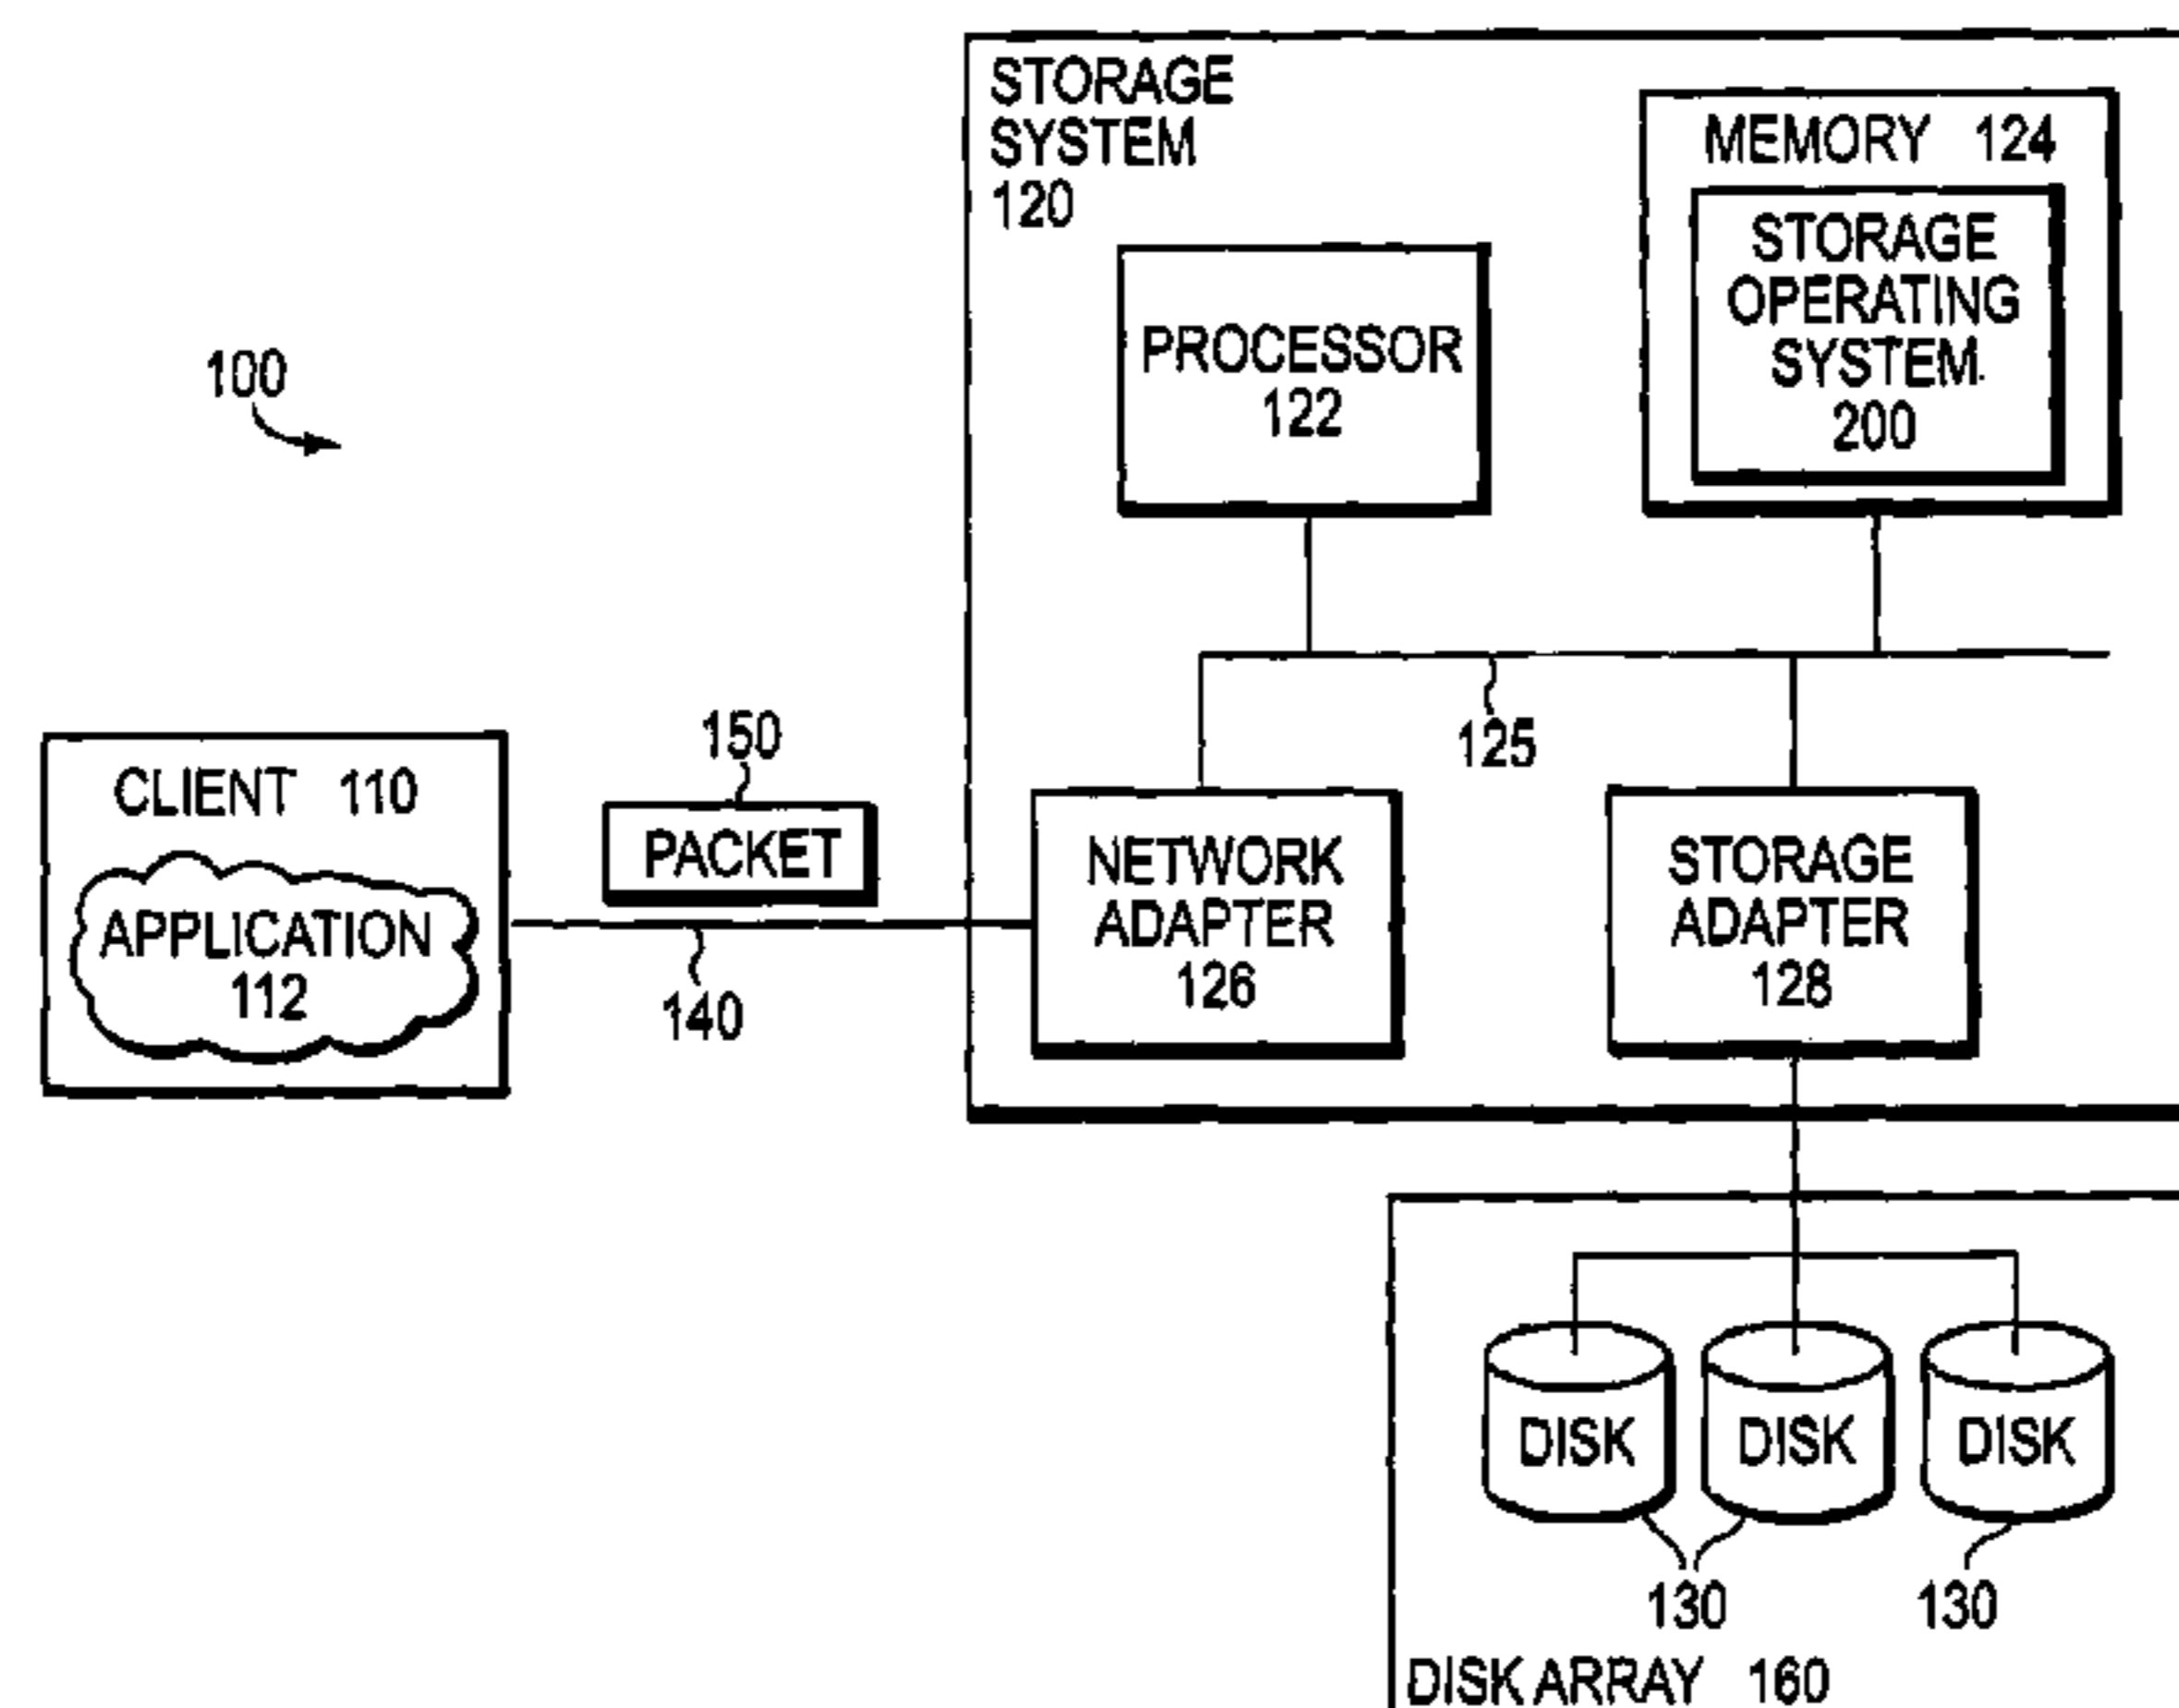 STORAGE
SYSTEM
120
MEMORY 124
STORAGE
OPERATING
SYSTEM
200
PROCESSOR
122
100
125
150
PACKET
140
CLIENT 110
APPLICATION
112
NETWORK
ADAPTER
126
STORAGE
ADAPTER
128
DISK
DISK
DISK
130
130
DISK ARRAY 160